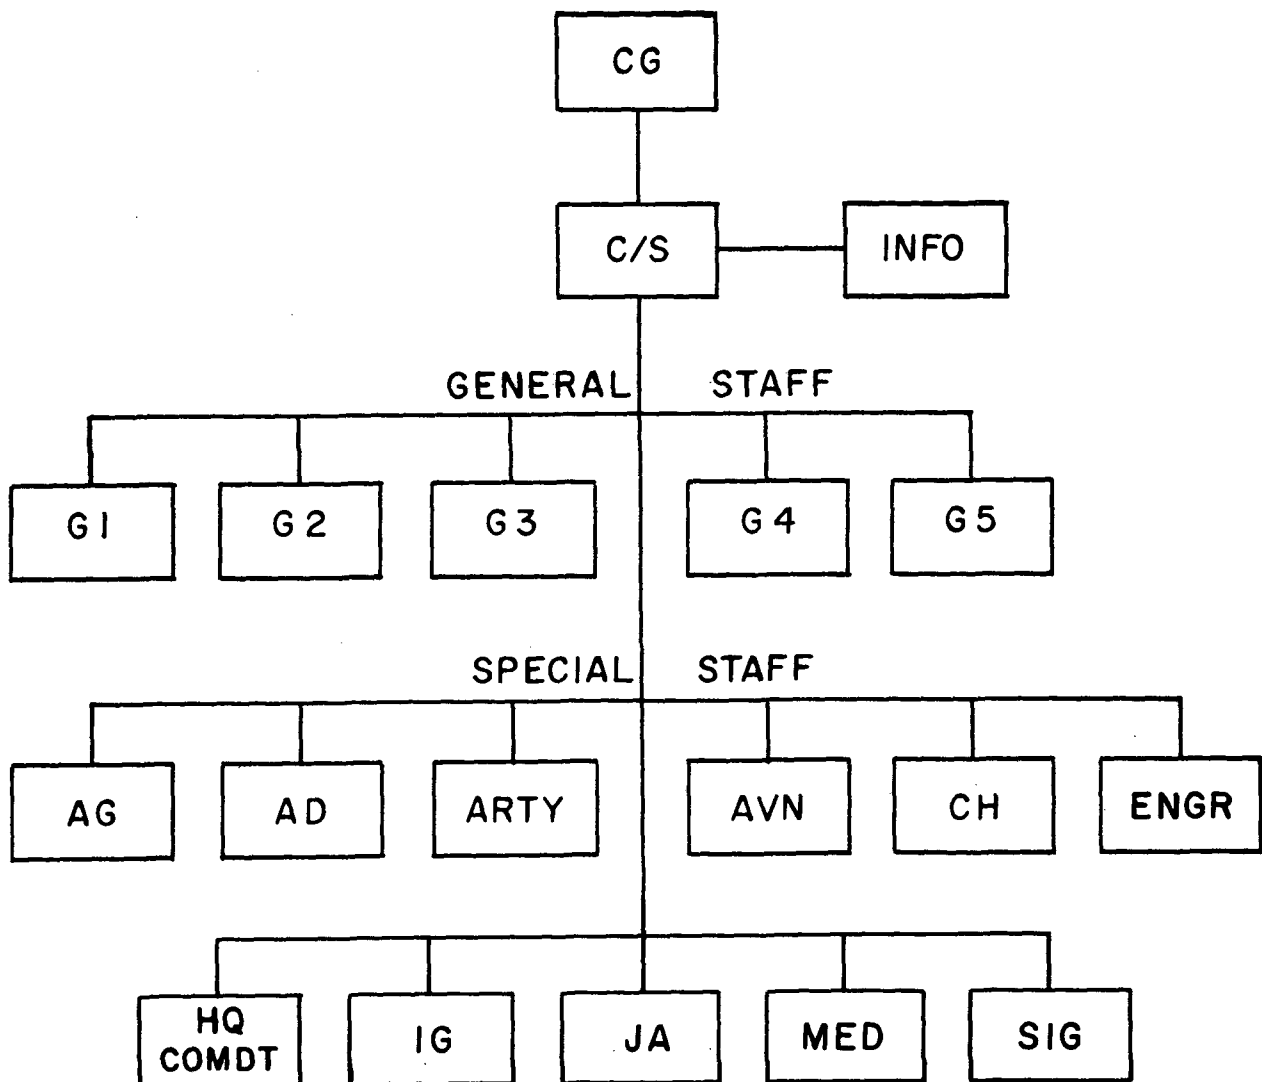 CG
C/S
INFO
GENERAL STAFF
G1
G2
G3
G4
G5
SPECIAL STAFF
AG
AD
ARTY
AVN
CH
ENGR
HQ
COMDT
IG
JA
MED
SIG